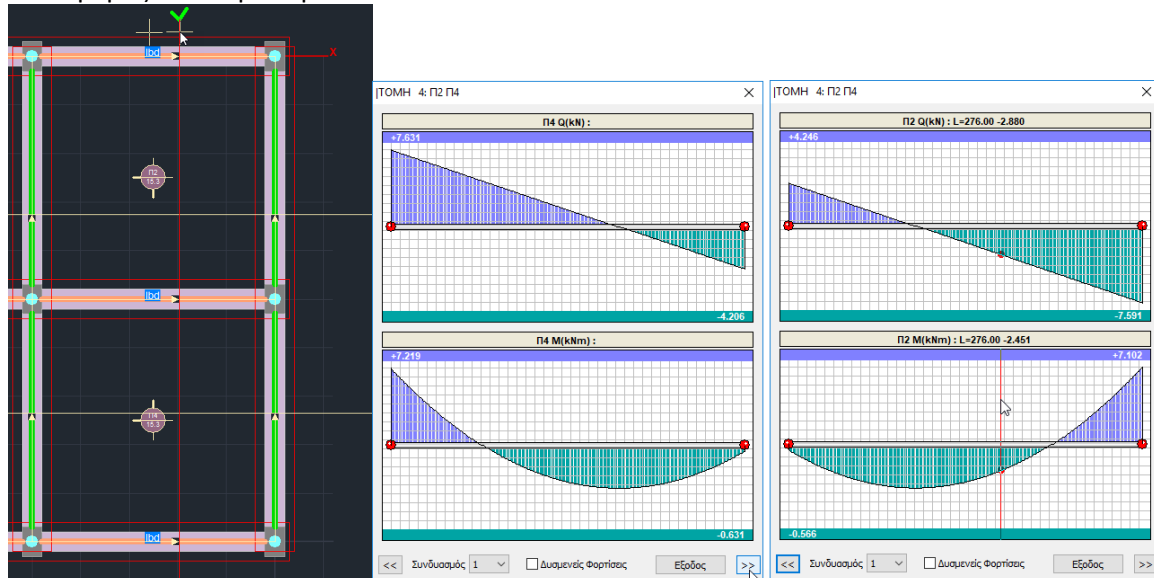 lbd
X
Π2
15.3
lbd
Π4
15.3
lbd
|ΤΟΜΗ 4: Π2 Π4
Π4 Q(kN) :
+7.631
-4.206
Π4 M(kNm) :
+7.219
-0.631
<< Συνδυασμός 1 Δυσμενείς Φορτίσεις Εξοδος >>
|ΤΟΜΗ 4: Π2 Π4
Π2 Q(kN) : L=276.00 -2.880
+4.246
-7.591
Π2 M(kNm) : L=276.00 -2.451
+7.102
-0.566
<< Συνδυασμός 1 Δυσμενείς Φορτίσεις Εξοδος >>